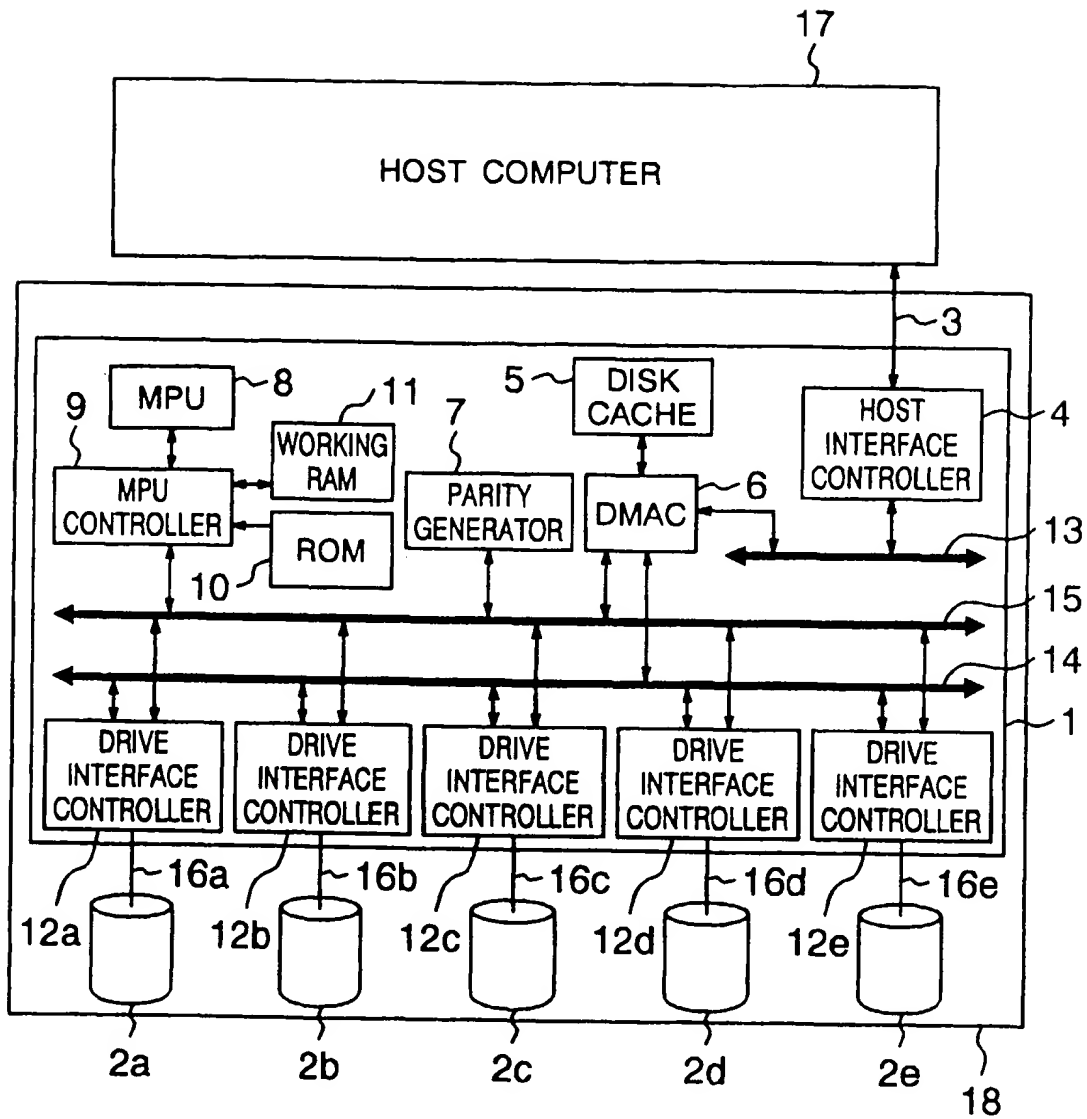 17
HOST COMPUTER
3
MPU
8
9
11
WORKING
RAM
MPU
CONTROLLER
ROM
10
7
PARITY
GENERATOR
5
DISK
CACHE
DMAC
6
HOST
INTERFACE
CONTROLLER
4
13
15
14
1
DRIVE
INTERFACE
CONTROLLER
DRIVE
INTERFACE
CONTROLLER
DRIVE
INTERFACE
CONTROLLER
DRIVE
INTERFACE
CONTROLLER
DRIVE
INTERFACE
CONTROLLER
16a
16b
16c
16d
16e
12a
12b
12c
12d
12e
2a
2b
2c
2d
2e
18